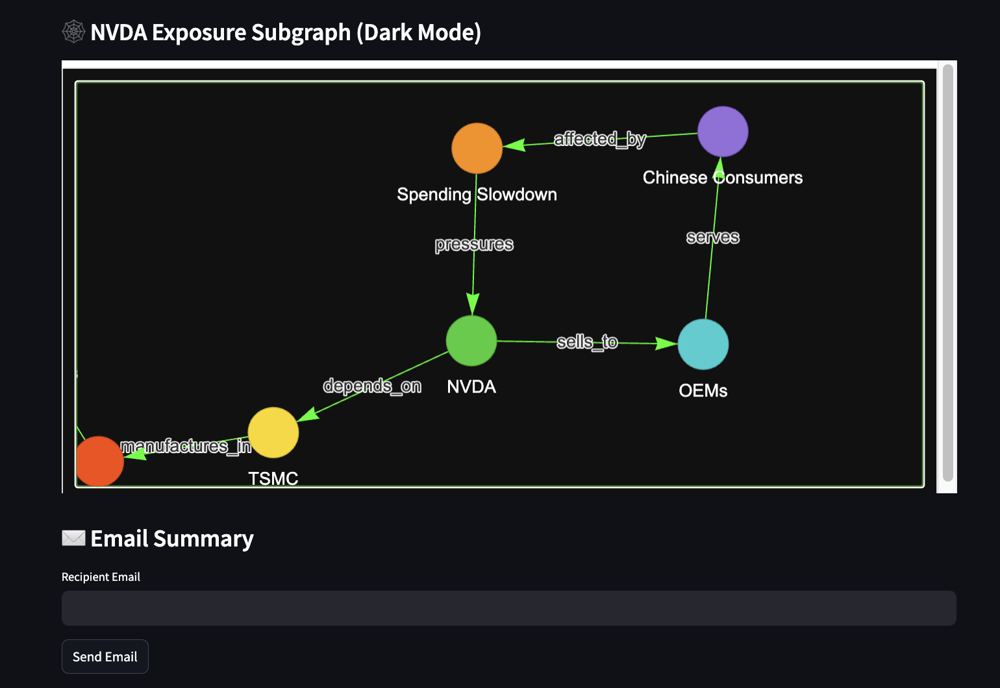 NVDA Exposure Subgraph (Dark Mode)
affected_by
Chinese Consumers
Spending Slowdown
serves
pressures
sells_to
depends_on
NVDA
OEMs
manufactures_in
TSMC
Email Summary
Recipient Email
Send Email